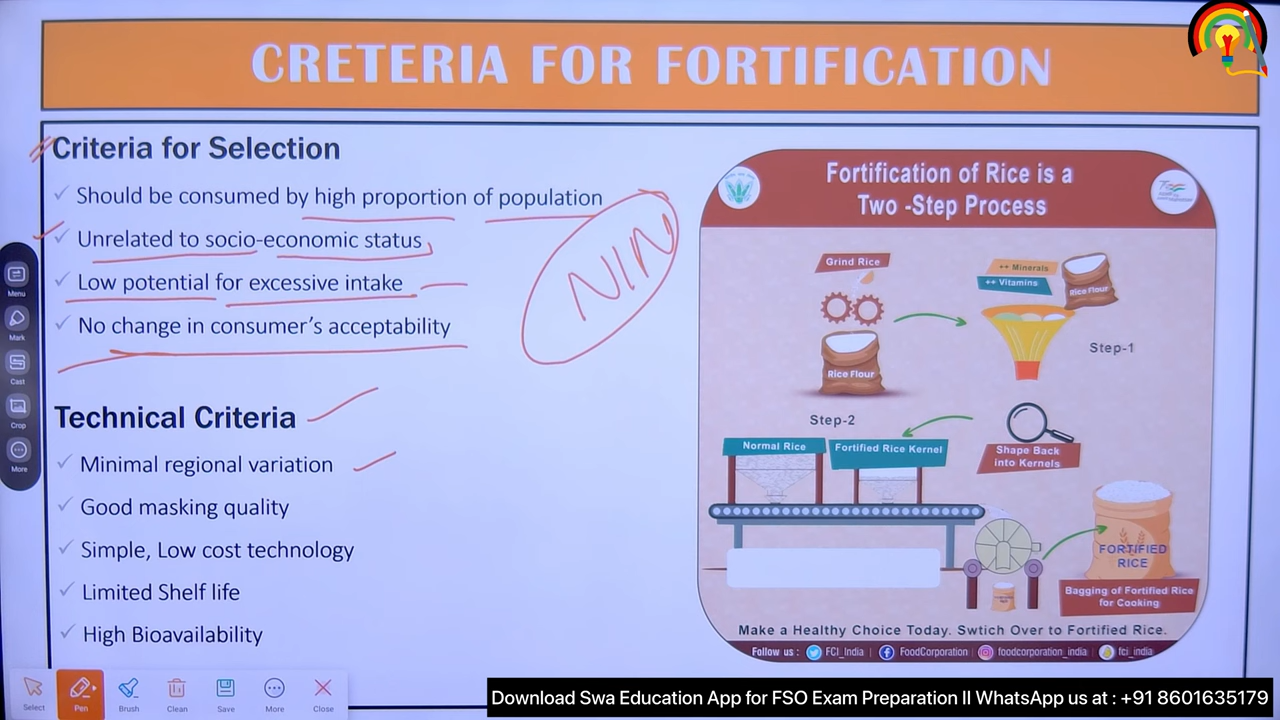 CRETERIA FOR FORTIFICATION
Criteria for Selection
Should be consumed by high proportion of population
Unrelated to socio-economic status
Low potential for excessive intake
No change in consumer's acceptability
NIN
Technical Criteria
Minimal regional variation
Good masking quality
Simple, Low cost technology
Limited Shelf life
High Bioavailability
Fortification of Rice is a
Two -Step Process
Grind Rice
Rice Flour
++ Minerals
++ Vitamins
Rice Flour
Step-1
Step-2
Normal Rice
Fortified Rice Kernel
Shape Back
into Kernels
FORTIFIED
RICE
Bagging of Fortified Rice
for Cooking
Make a Healthy Choice Today. Swtich Over to Fortified Rice.
Follow us : FCI_India | FoodCorporation | foodcorporation_india | fci_india
Menu
Mark
Cast
Crop
More
Select
Pen
Brush
Clean
Save
More
Close
Download Swa Education App for FSO Exam Preparation II WhatsApp us at : +91 8601635179